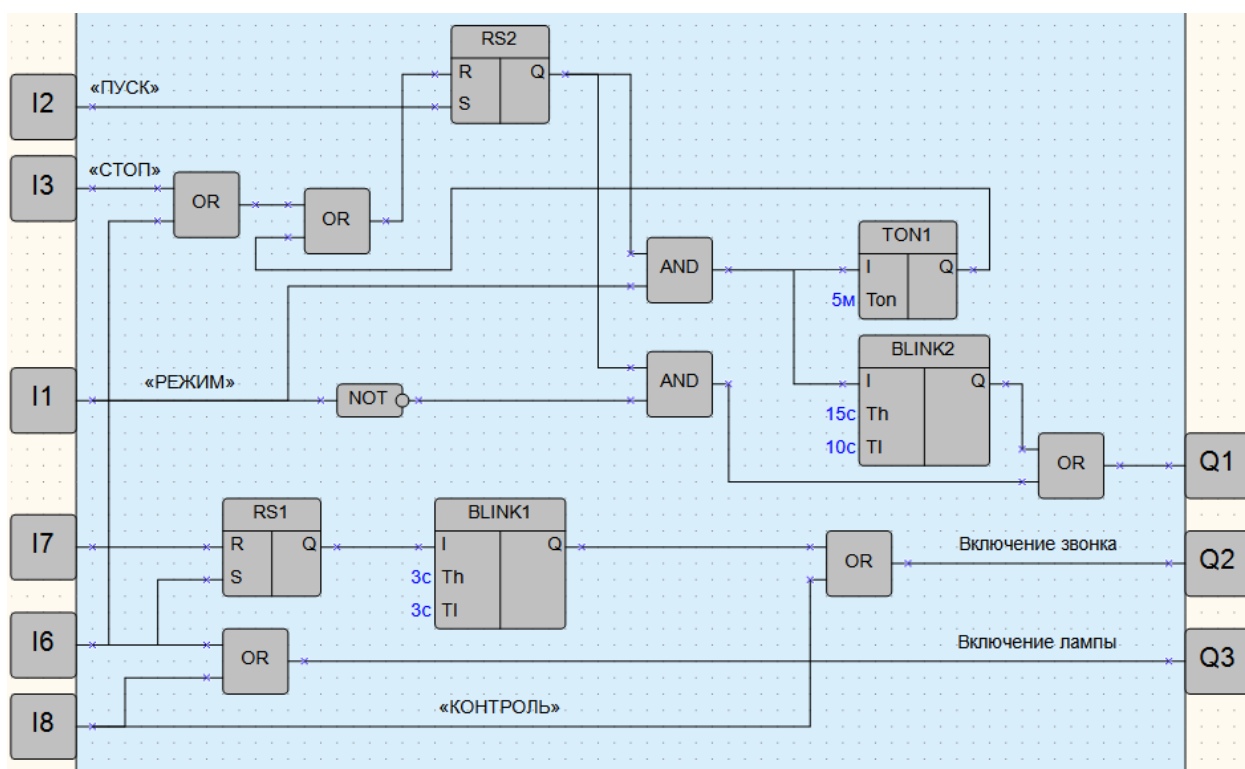 RS2
R Q
S
I2
«ПУСК»
I3
«СТОП»
OR
OR
TON1
I Q
5м Ton
AND
BLINK2
I Q
15с Th
10с Tl
I1
«РЕЖИМ»
NOT
AND
OR
Q1
RS1
R Q
S
BLINK1
I Q
3с Th
3с Tl
I7
OR
Включение звонка
Q2
I6
OR
Включение лампы
Q3
I8
«КОНТРОЛЬ»